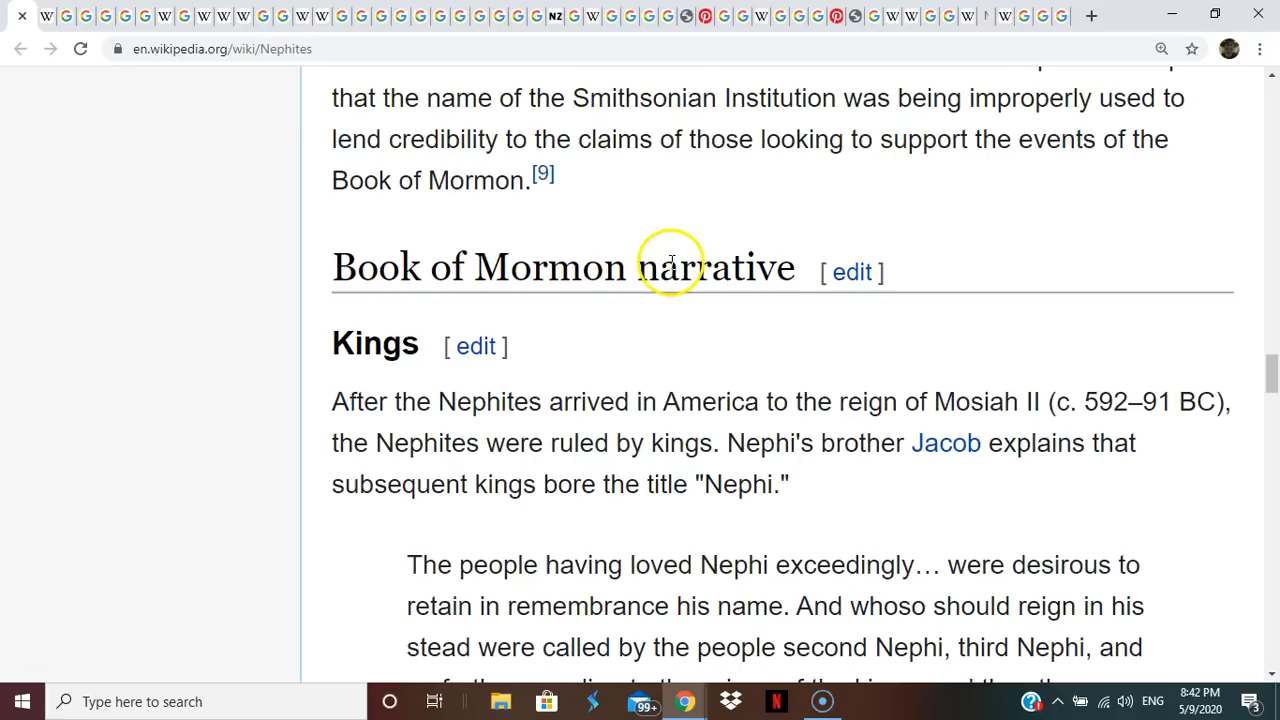 en.wikipedia.org/wiki/Nephites
that the name of the Smithsonian Institution was being improperly used to
lend credibility to the claims of those looking to support the events of the
Book of Mormon.[9]
Book of Mormon narrative [ edit ]
Kings [ edit ]
After the Nephites arrived in America to the reign of Mosiah II (c. 592–91 BC),
the Nephites were ruled by kings. Nephi's brother Jacob explains that
subsequent kings bore the title "Nephi."
The people having loved Nephi exceedingly… were desirous to
retain in remembrance his name. And whoso should reign in his
stead were called by the people second Nephi, third Nephi, and
Type here to search
99+
ENG
8:42 PM
5/9/2020
3